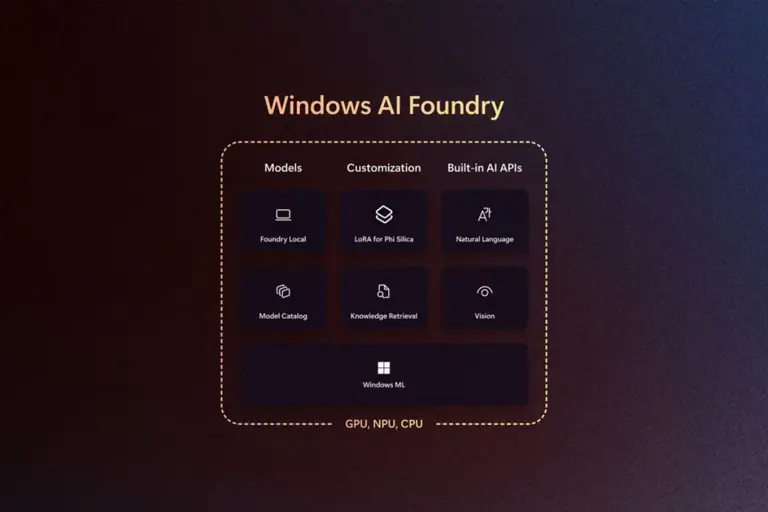 Windows AI Foundry
Models
Customization
Built-in AI APIs
Foundry Local
LoRA for Phi Silica
Natural Language
Model Catalog
Knowledge Retrieval
Vision
Windows ML
GPU, NPU, CPU